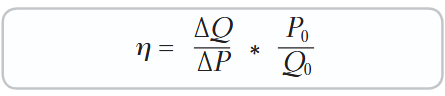 η = ΔQ/ΔP * P₀/Q₀